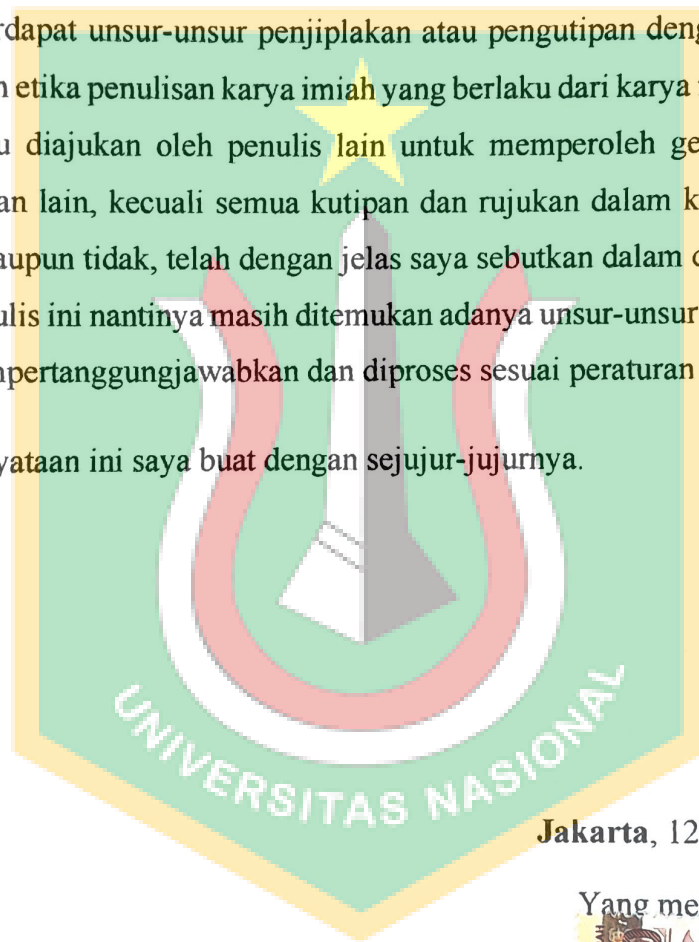 rdapat unsur-unsur penjiplakan atau pengutipan deng
n etika penulisan karya imiah yang berlaku dari karya
u diajukan oleh penulis lain untuk memperoleh ge
an lain, kecuali semua kutipan dan rujukan dalam k
aupun tidak, telah dengan jelas saya sebutkan dalam d
ulis ini nantinya masih ditemukan adanya unsur-unsur
npertanggungjawabkan dan diproses sesuai peraturan
yataan ini saya buat dengan sejujur-jujurnya.
UNIVERSITAS NASIONAL
Jakarta, 12
Yang me